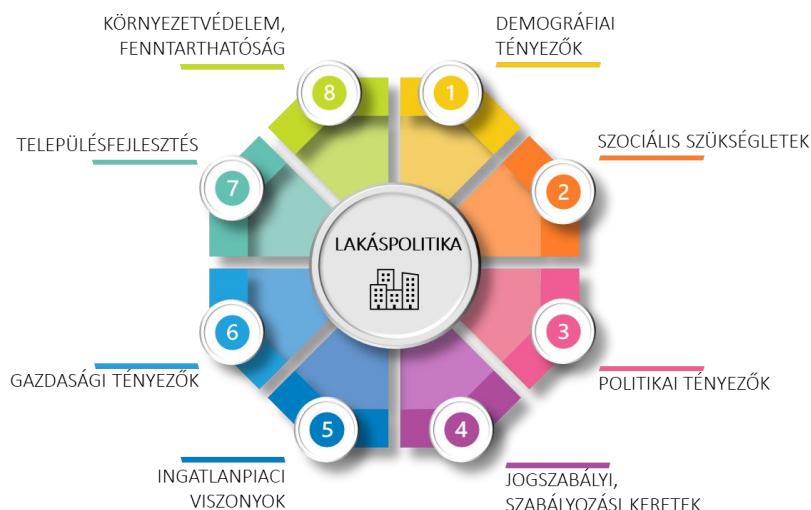 KÖRNYEZETVÉDELEM,
FENNTARTHATÓSÁG
DEMOGRÁFIAI
TÉNYEZŐK
8
1
TELEPÜLÉSFEJLESZTÉS
SZOCIÁLIS SZÜKSÉGLETEK
7
2
LAKÁSPOLITIKA
6
3
GAZDASÁGI TÉNYEZŐK
POLITIKAI TÉNYEZŐK
5
4
INGATLANPIACI
VISZONYOK
JOGSZABÁLYI,
SZABÁLYOZÁSI KERETEK